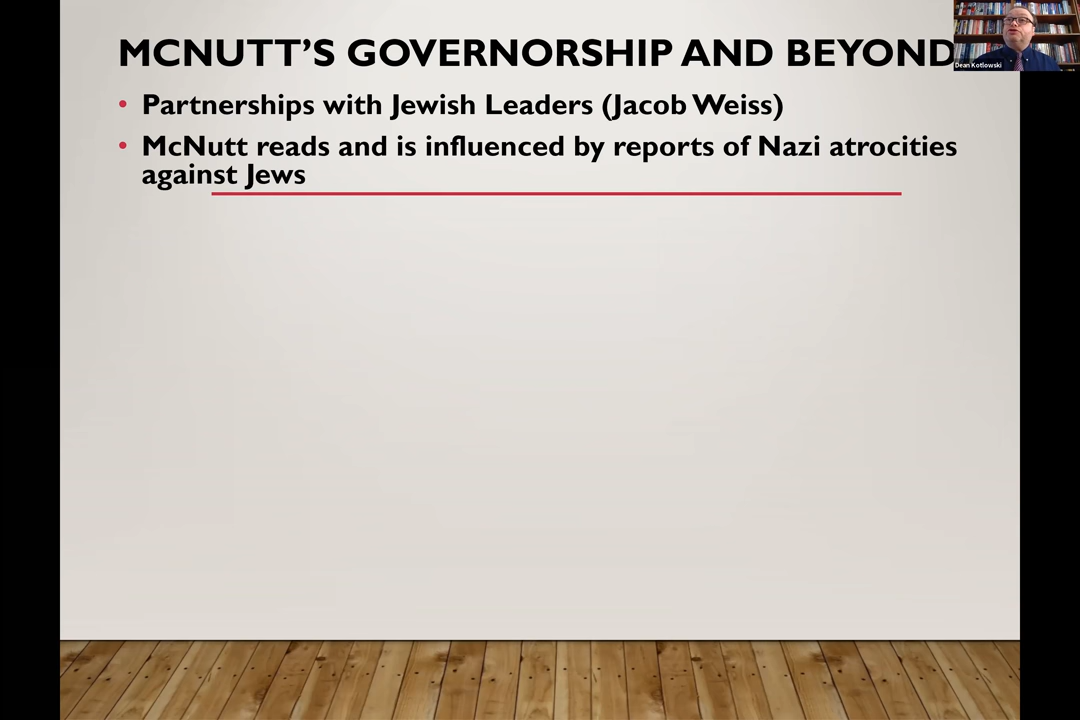 MCNUTT'S GOVERNORSHIP AND BEYOND
Dean Kotlowski
• Partnerships with Jewish Leaders (Jacob Weiss)
• McNutt reads and is influenced by reports of Nazi atrocities
against Jews